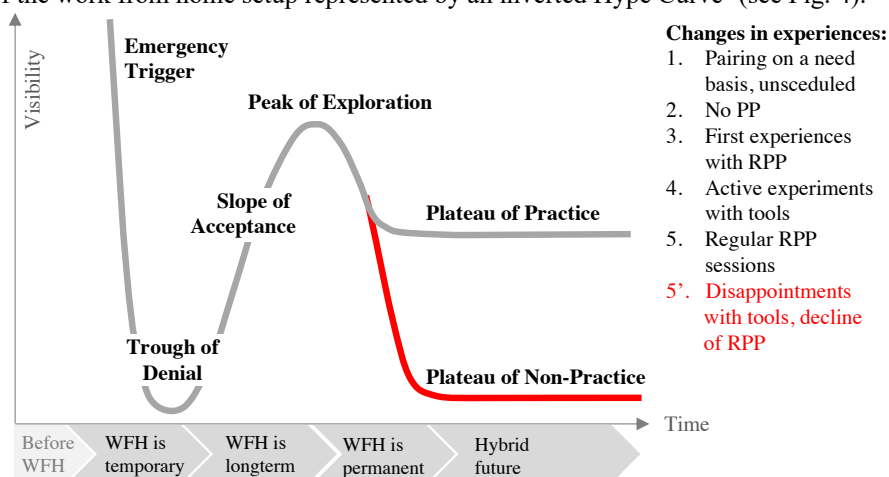 the work from home setup represented by an inverted Hype Curve (see Fig. 4).
Visibility
Emergency
Trigger
Peak of Exploration
Slope of
Acceptance
Plateau of Practice
Trough of
Denial
Plateau of Non-Practice
Time
Before
WFH
WFH is
temporary
WFH is
longterm
WFH is
permanent
Hybrid
future
Changes in experiences:
1. Pairing on a need
basis, unsceduled
2. No PP
3. First experiences
with RPP
4. Active experiments
with tools
5. Regular RPP
sessions
5’. Disappointments
with tools, decline
of RPP